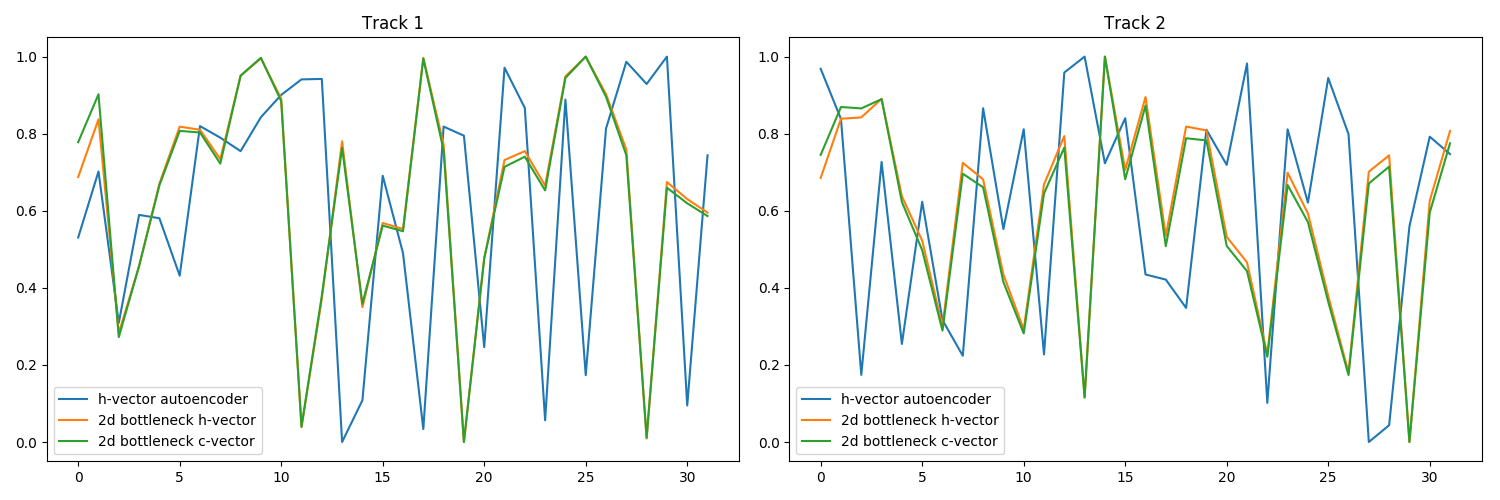 Track 1
1.0
0.8
0.6
0.4
0.2
0.0
h-vector autoencoder
2d bottleneck h-vector
2d bottleneck c-vector
0 5 10 15 20 25 30
Track 2
1.0
0.8
0.6
0.4
0.2
0.0
h-vector autoencoder
2d bottleneck h-vector
2d bottleneck c-vector
0 5 10 15 20 25 30